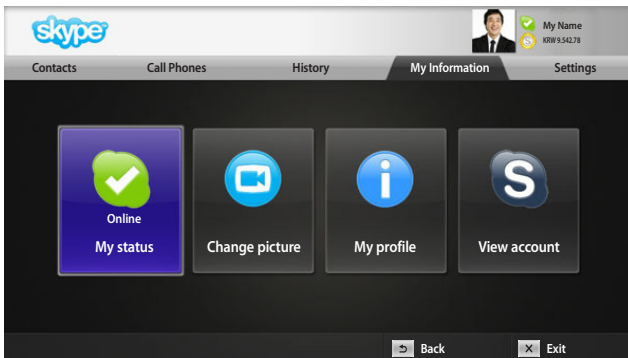 skype
My Name
KRW 9.542.78
Contacts Call Phones History My Information Settings
Online
My status Change picture My profile View account
Back Exit